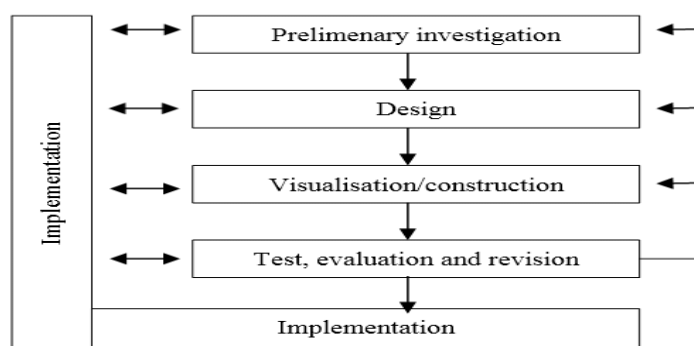 Implementation
Prelimenary investigation
Design
Visualisation/construction
Test, evaluation and revision
Implementation